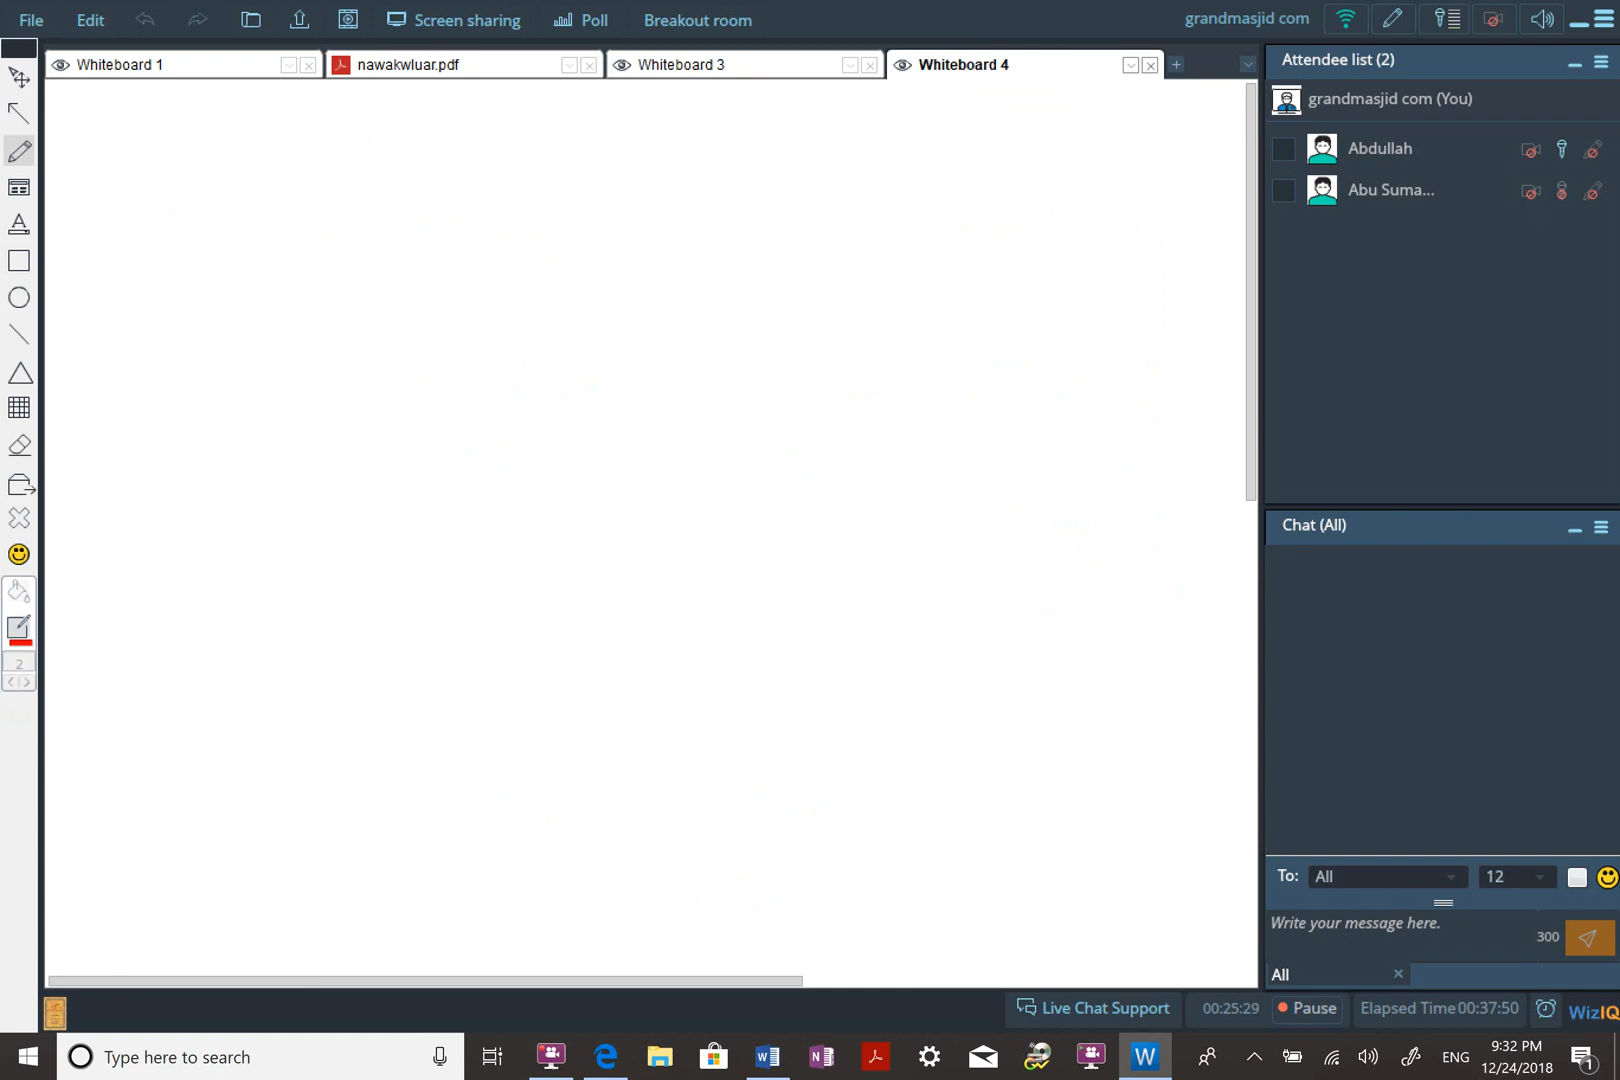 File Edit Screen sharing Poll Breakout room grandmasjid com
Whiteboard 1 nawakwluar.pdf Whiteboard 3 Whiteboard 4
Attendee list (2)
grandmasjid com (You)
Abdullah
Abu Suma...
2
Chat (All)
To: All 12
Write your message here.
300
All
Live Chat Support 00:25:29 Pause Elapsed Time 00:37:50 WizIQ
Type here to search
ENG
9:32 PM
12/24/2018
1